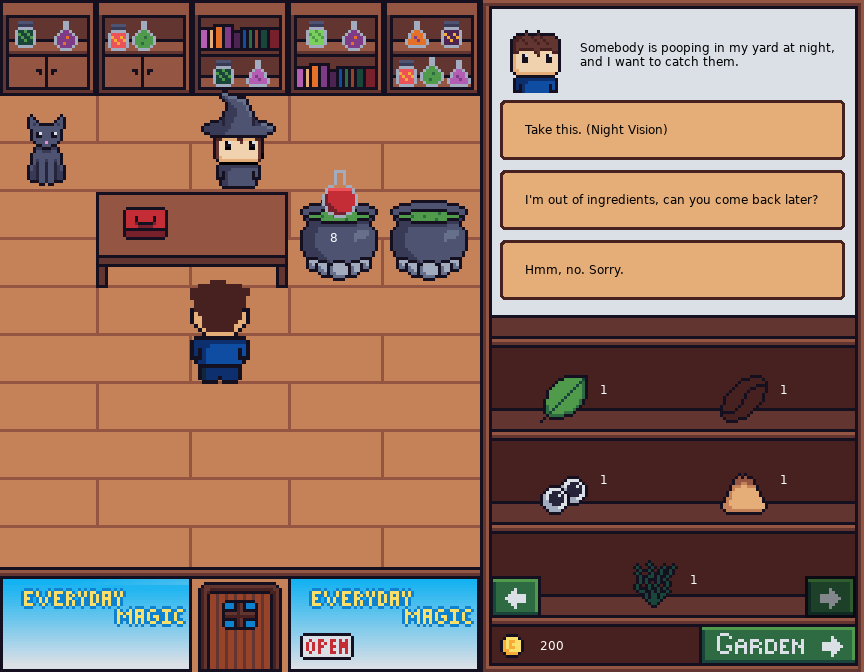 Somebody is pooping in my yard at night,
and I want to catch them.
Take this. (Night Vision)
I'm out of ingredients, can you come back later?
Hmm, no. Sorry.
8
1
1
1
1
1
200
GARDEN
EVERYDAY
MAGIC
EVERYDAY
MAGIC
OPEN